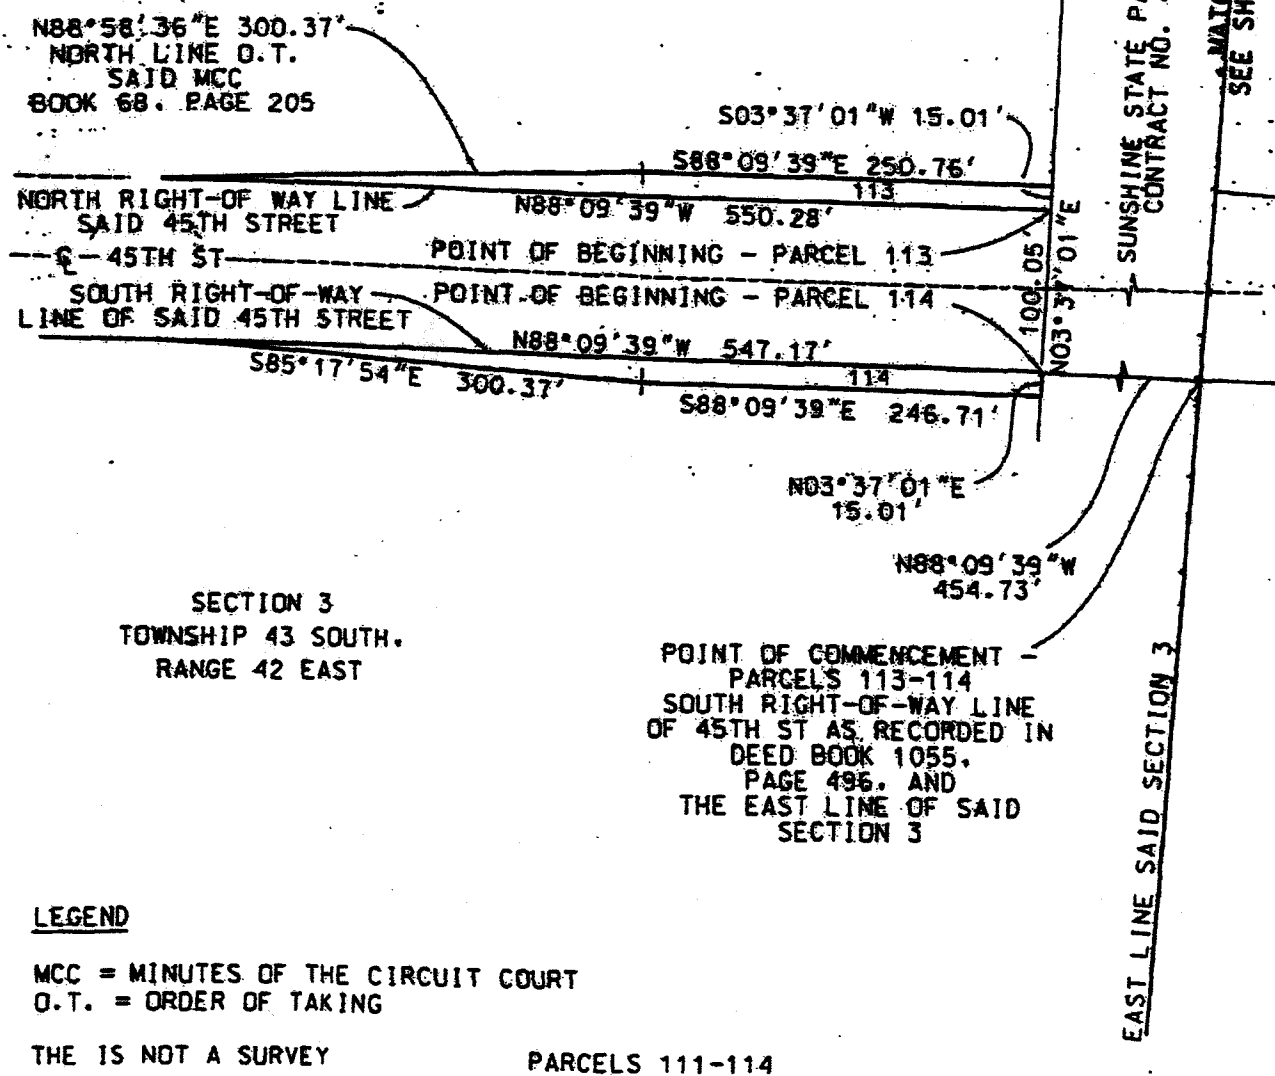 N88°58'36"E 300.37'
NORTH LINE O.T.
SAID MCC
BOOK 68. PAGE 205
S03°37'01"W 15.01'
S88°09'39"E 250.76'
113
NORTH RIGHT-OF WAY LINE
SAID 45TH STREET
N88°09'39"W 550.28'
℄ 45TH ST
POINT OF BEGINNING - PARCEL 113
SOUTH RIGHT-OF-WAY
LINE OF SAID 45TH STREET
POINT OF BEGINNING - PARCEL 114
100.05'
N03°37'01"E
SUNSHINE STATE
CONTRACT NO.
SEE
N88°09'39"W 547.17'
114
S85°17'54"E 300.37'
S88°09'39"E 246.71'
N03°37'01"E
15.01'
N88°09'39"W
454.73'
SECTION 3
TOWNSHIP 43 SOUTH.
RANGE 42 EAST
POINT OF COMMENCEMENT -
PARCELS 113-114
SOUTH RIGHT-OF-WAY LINE
OF 45TH ST AS RECORDED IN
DEED BOOK 1055.
PAGE 496. AND
THE EAST LINE OF SAID
SECTION 3
EAST LINE SAID SECTION 3
LEGEND
MCC = MINUTES OF THE CIRCUIT COURT
O.T. = ORDER OF TAKING
THE IS NOT A SURVEY
PARCELS 111-114